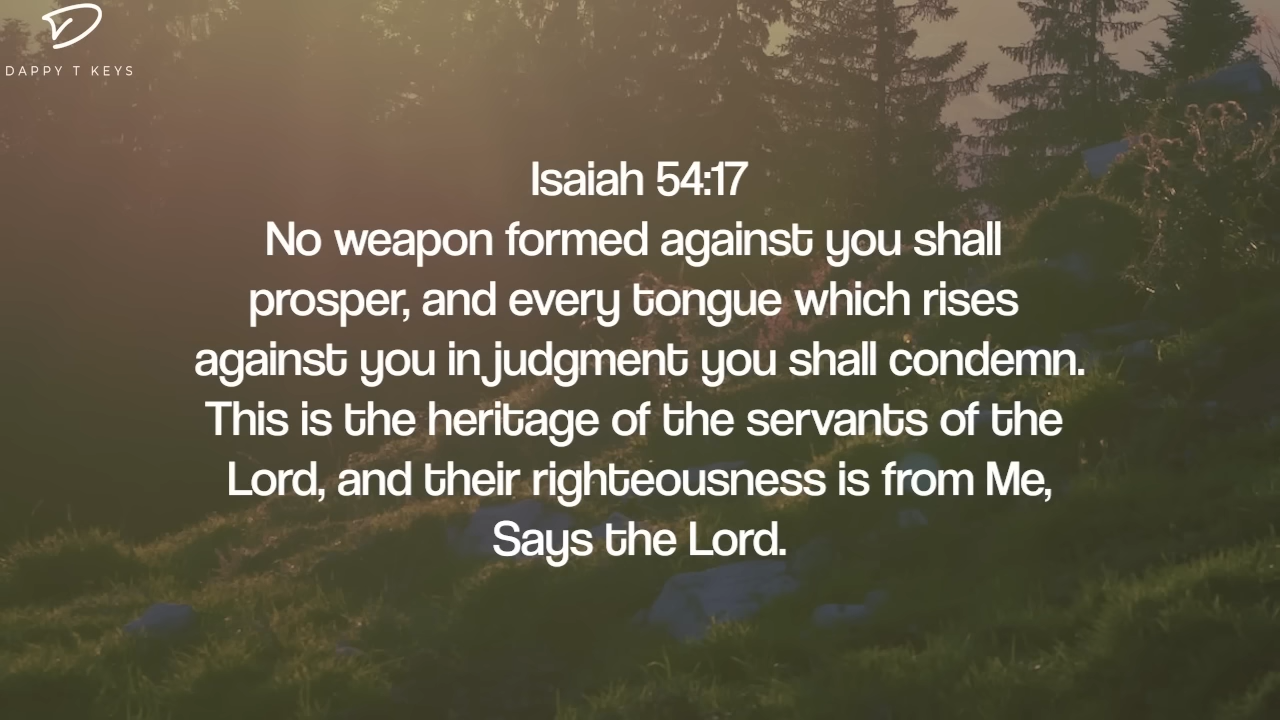 DAPPY T KEYS
Isaiah 54:17
No weapon formed against you shall
prosper, and every tongue which rises
against you in judgment you shall condemn.
This is the heritage of the servants of the
Lord, and their righteousness is from Me,
Says the Lord.